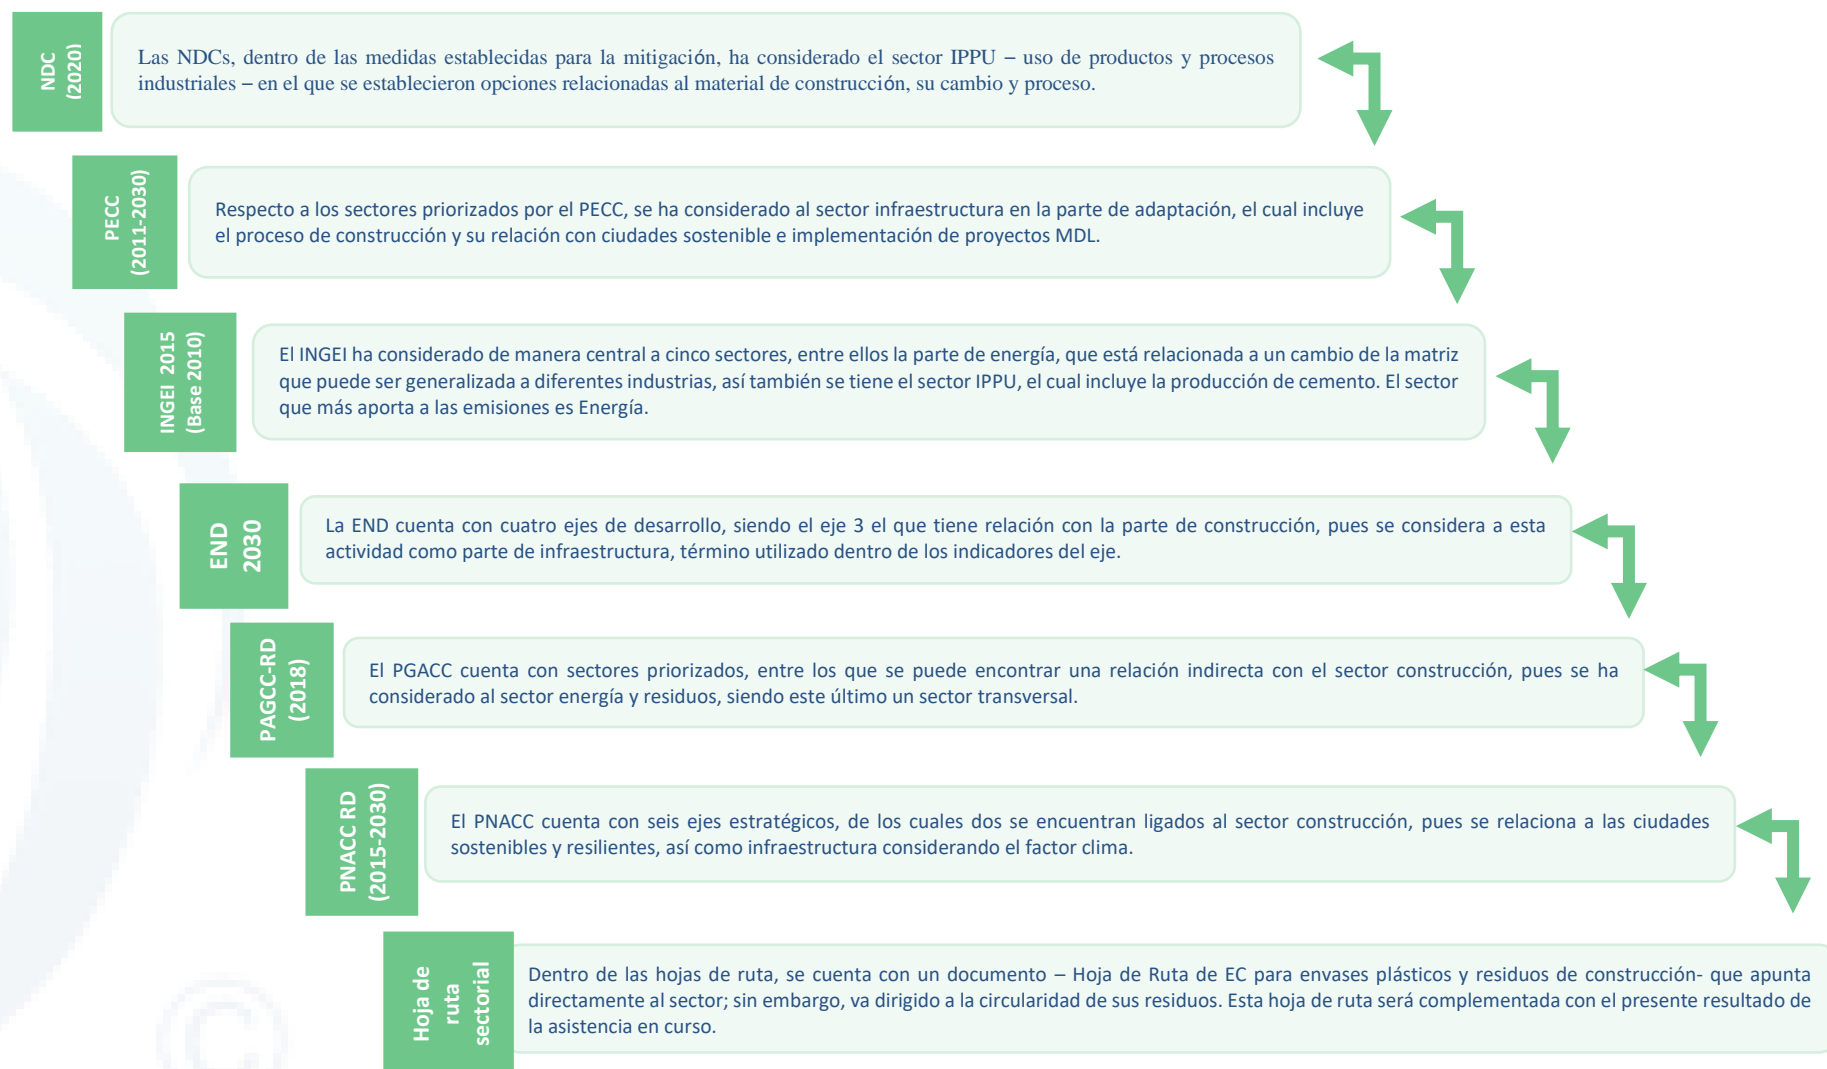 NDC
(2020)
Las NDCs, dentro de las medidas establecidas para la mitigación, ha considerado el sector IPPU – uso de productos y procesos
industriales – en el que se establecieron opciones relacionadas al material de construcción, su cambio y proceso.
PECC
(2011-2030)
Respecto a los sectores priorizados por el PECC, se ha considerado al sector infraestructura en la parte de adaptación, el cual incluye
el proceso de construcción y su relación con ciudades sostenible e implementación de proyectos MDL.
INGEI 2015
(Base 2010)
El INGEI ha considerado de manera central a cinco sectores, entre ellos la parte de energía, que está relacionada a un cambio de la matriz
que puede ser generalizada a diferentes industrias, así también se tiene el sector IPPU, el cual incluye la producción de cemento. El sector
que más aporta a las emisiones es Energía.
END
2030
La END cuenta con cuatro ejes de desarrollo, siendo el eje 3 el que tiene relación con la parte de construcción, pues se considera a esta
actividad como parte de infraestructura, término utilizado dentro de los indicadores del eje.
PAGCC-RD
(2018)
El PGACC cuenta con sectores priorizados, entre los que se puede encontrar una relación indirecta con el sector construcción, pues se ha
considerado al sector energía y residuos, siendo este último un sector transversal.
PNACC RD
(2015-2030)
El PNACC cuenta con seis ejes estratégicos, de los cuales dos se encuentran ligados al sector construcción, pues se relaciona a las ciudades
sostenibles y resilientes, así como infraestructura considerando el factor clima.
Hoja de
ruta
sectorial
Dentro de las hojas de ruta, se cuenta con un documento – Hoja de Ruta de EC para envases plásticos y residuos de construcción- que apunta
directamente al sector; sin embargo, va dirigido a la circularidad de sus residuos. Esta hoja de ruta será complementada con el presente resultado de
la asistencia en curso.